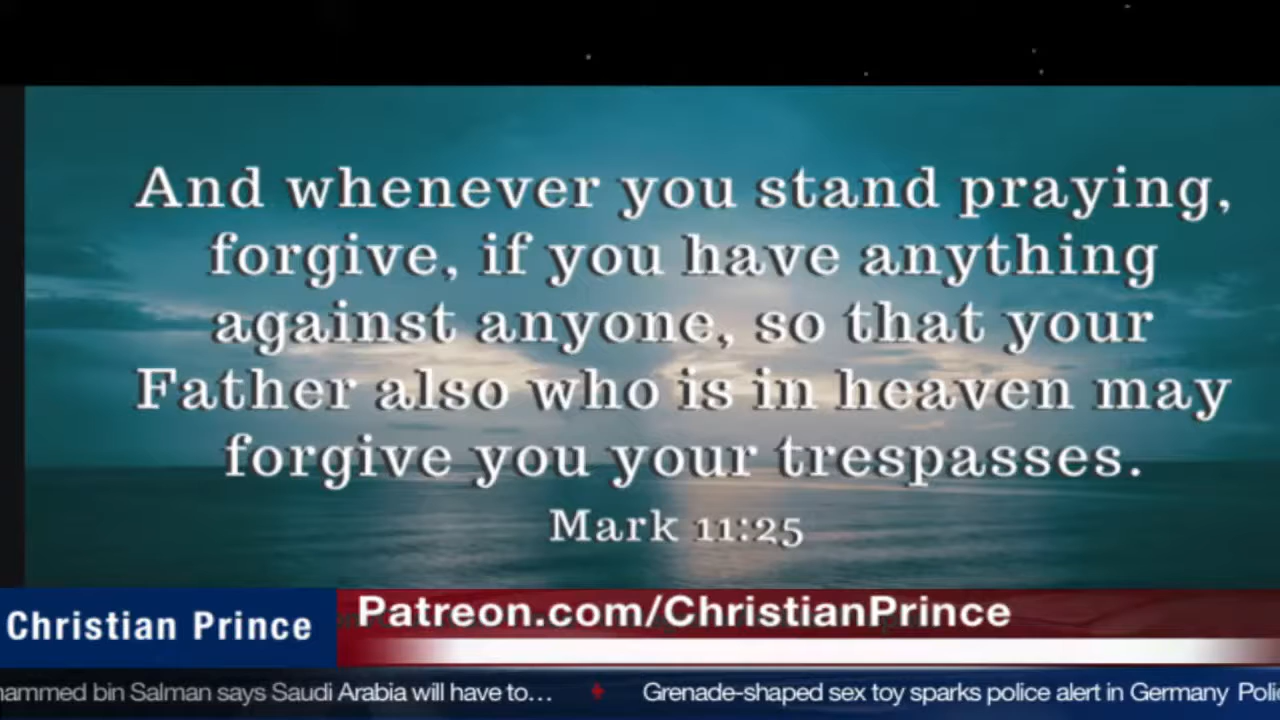 And whenever you stand praying,
forgive, if you have anything
against anyone, so that your
Father also who is in heaven may
forgive you your trespasses.
Mark 11:25
Patreon.com/ChristianPrince
Christian Prince
bin Salman says Saudi Arabia will have to… Grenade-shaped sex toy sparks police alert in Germany